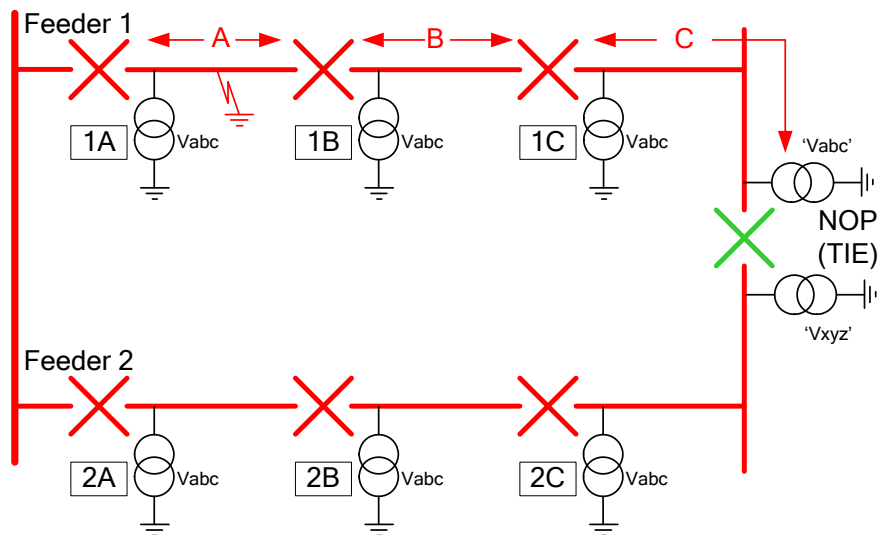 Feeder 1
A
B
C
1A
Vabc
1B
Vabc
1C
Vabc
'Vabc'
NOP
(TIE)
'Vxyz'
Feeder 2
2A
Vabc
2B
Vabc
2C
Vabc